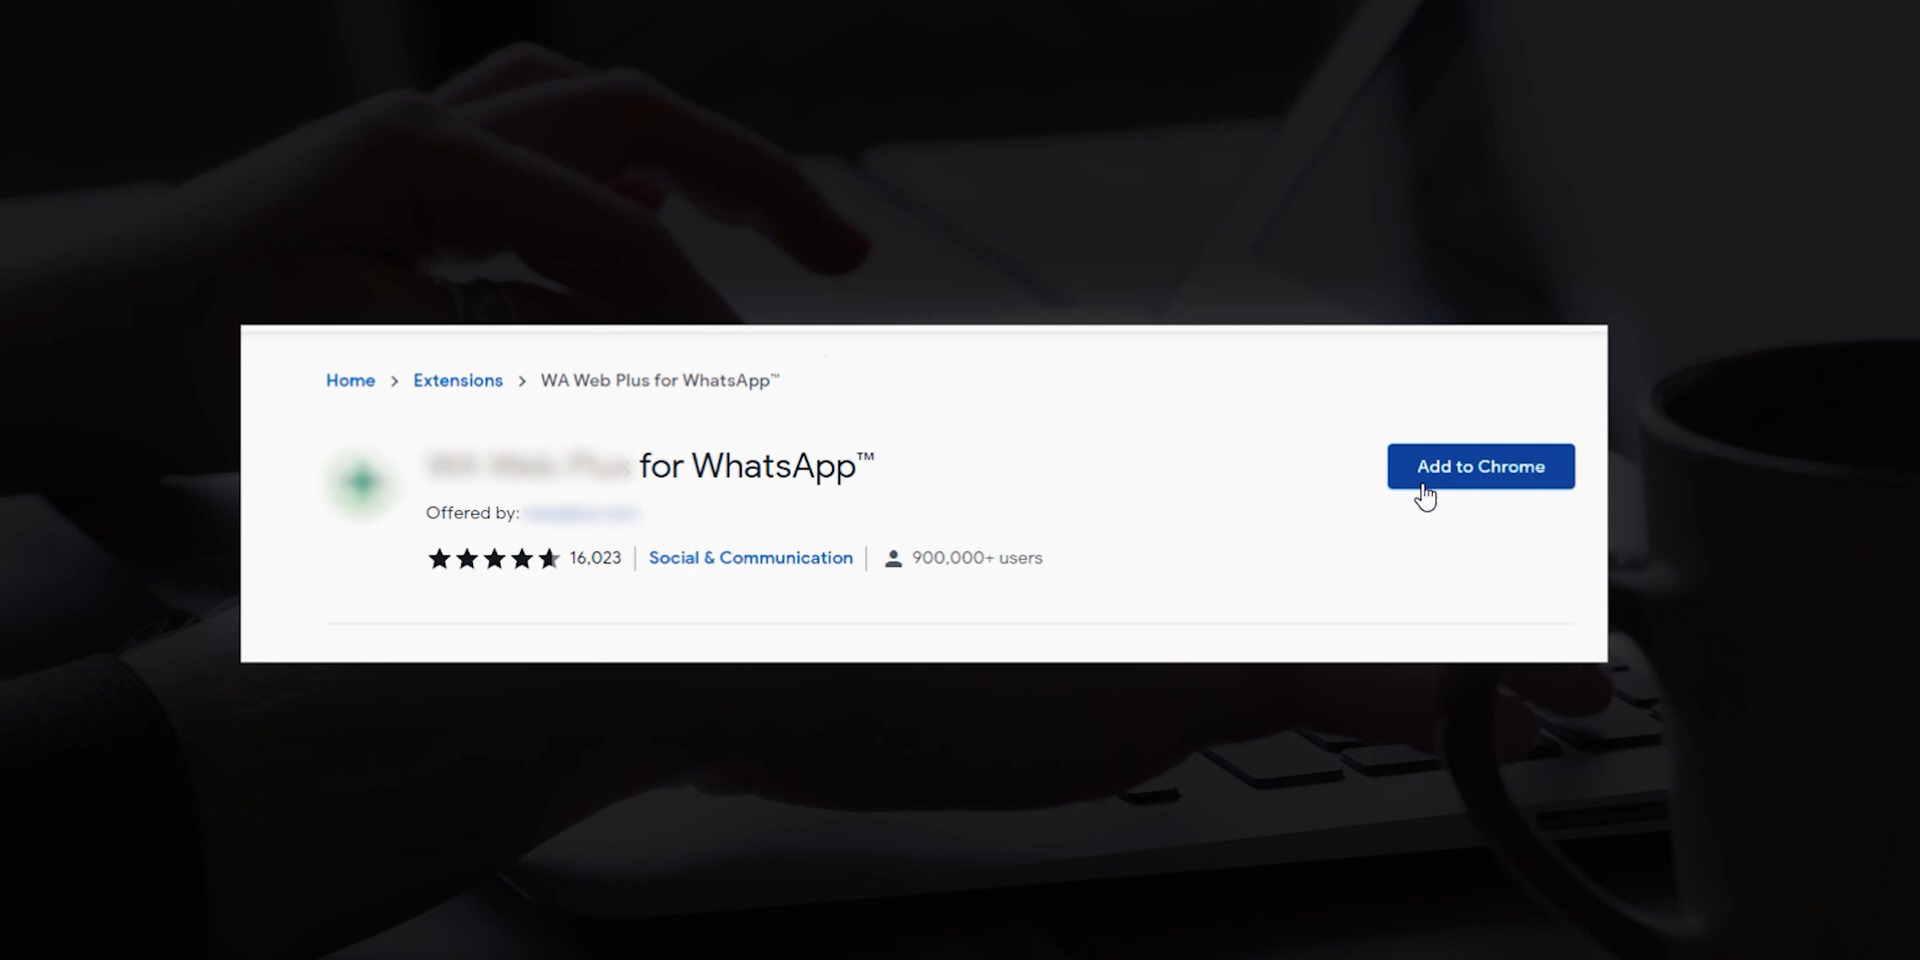 Home > Extensions > WA Web Plus for WhatsApp™
for WhatsApp™
Add to Chrome
Offered by:
16,023 | Social & Communication | 900,000+ users